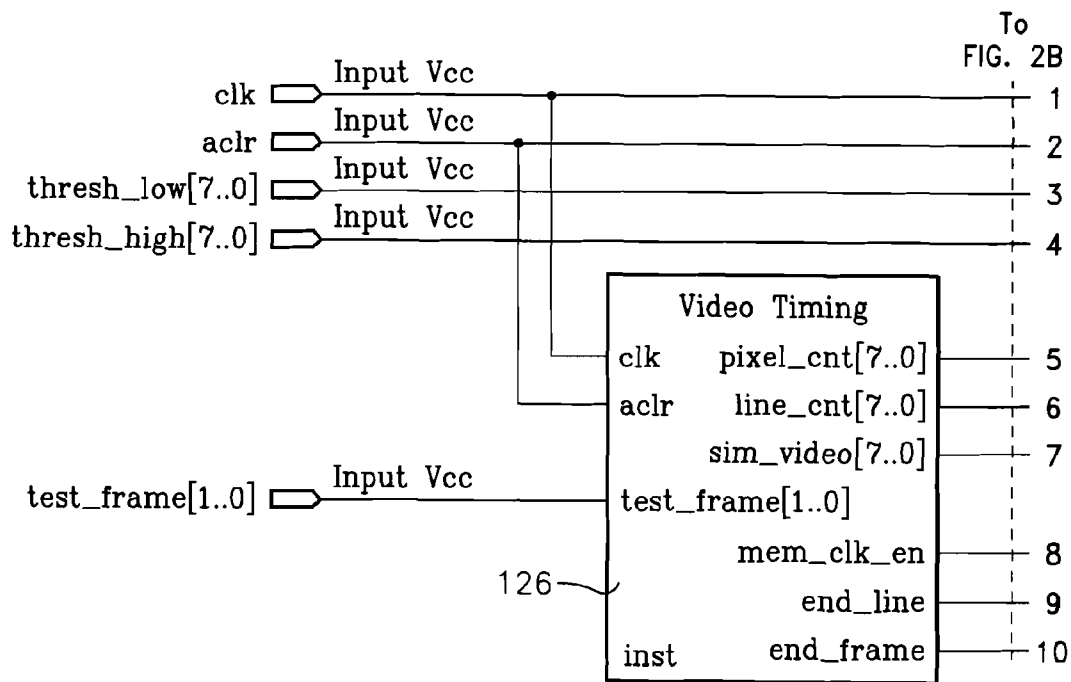 To
FIG. 2B
clk Input Vcc 1
aclr Input Vcc 2
thresh_low[7..0] Input Vcc 3
thresh_high[7..0] Input Vcc 4
Video Timing
clk pixel_cnt[7..0] 5
aclr line_cnt[7..0] 6
sim_video[7..0] 7
test_frame[1..0] Input Vcc test_frame[1..0]
mem_clk_en 8
126
end_line 9
inst end_frame 10